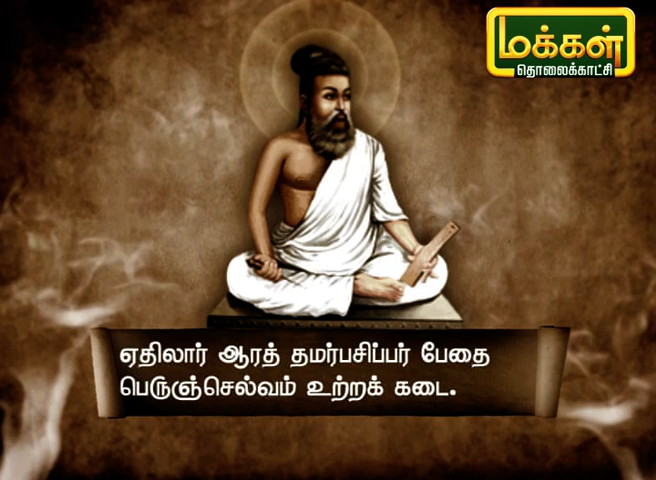 மக்கள்
தொலைக்காட்சி
ஏதிலார் ஆரத் தமர்பசிப்பர் பேதை
பெருஞ்செல்வம் உற்றக் கடை.